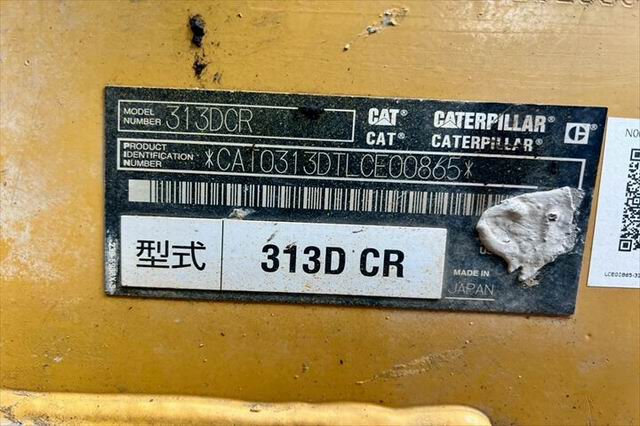 MODEL NUMBER 313DCR
CAT® CATERPILLAR®
CAT® CATERPILLAR®
PRODUCT IDENTIFICATION NUMBER *CAT0313DTLCE00865*
型式 313D CR
MADE IN
JAPAN